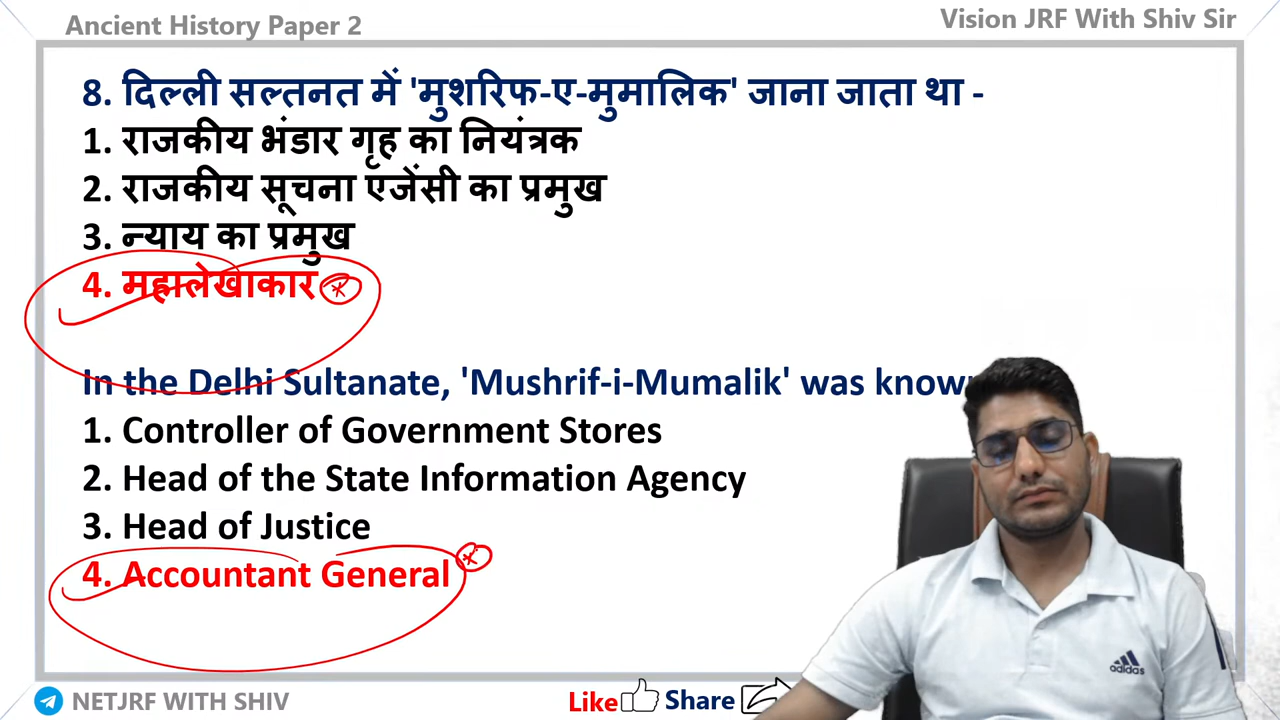 Ancient History Paper 2
Vision JRF With Shiv Sir
8. दिल्ली सल्तनत में 'मुशरिफ-ए-मुमालिक' जाना जाता था -
1. राजकीय भंडार गृह का नियंत्रक
2. राजकीय सूचना एजेंसी का प्रमुख
3. न्याय का प्रमुख
4. महालेखाकार
In the Delhi Sultanate, 'Mushrif-i-Mumalik' was known
1. Controller of Government Stores
2. Head of the State Information Agency
3. Head of Justice
4. Accountant General
adidas
NETJRF WITH SHIV
Like Share